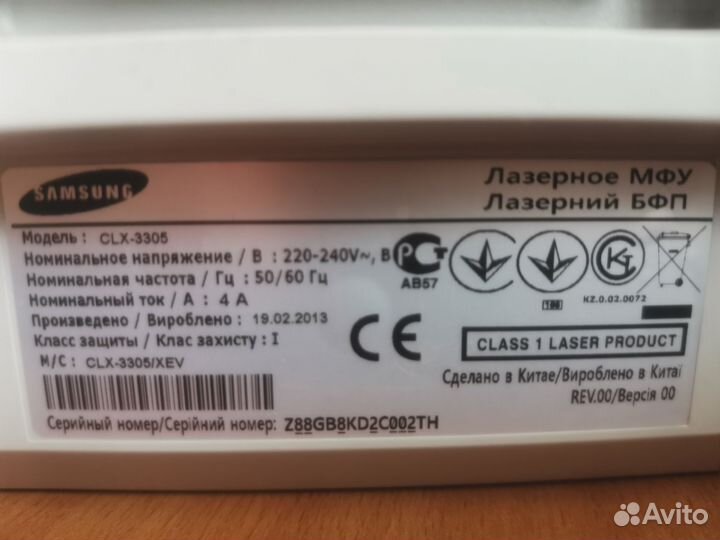 SAMSUNG
Лазерное МФУ
Лазерний БФП
Модель : CLX-3305
Номинальное напряжение / В : 220-240V~, В
Номинальная частота / Гц : 50/60 Гц
Номинальный ток / А : 4 А
Произведено / Вироблено : 19.02.2013
Класс защиты / Клас захисту : I
М/С : CLX-3305/XEV
РСТ
АВ57
KZ.0.02.0072
CE
CLASS 1 LASER PRODUCT
Сделано в Китае/Вироблено в Китаї
REV.00/Версія 00
Серийный номер/Серійний номер: Z88GB8KD2C002TH
Avito